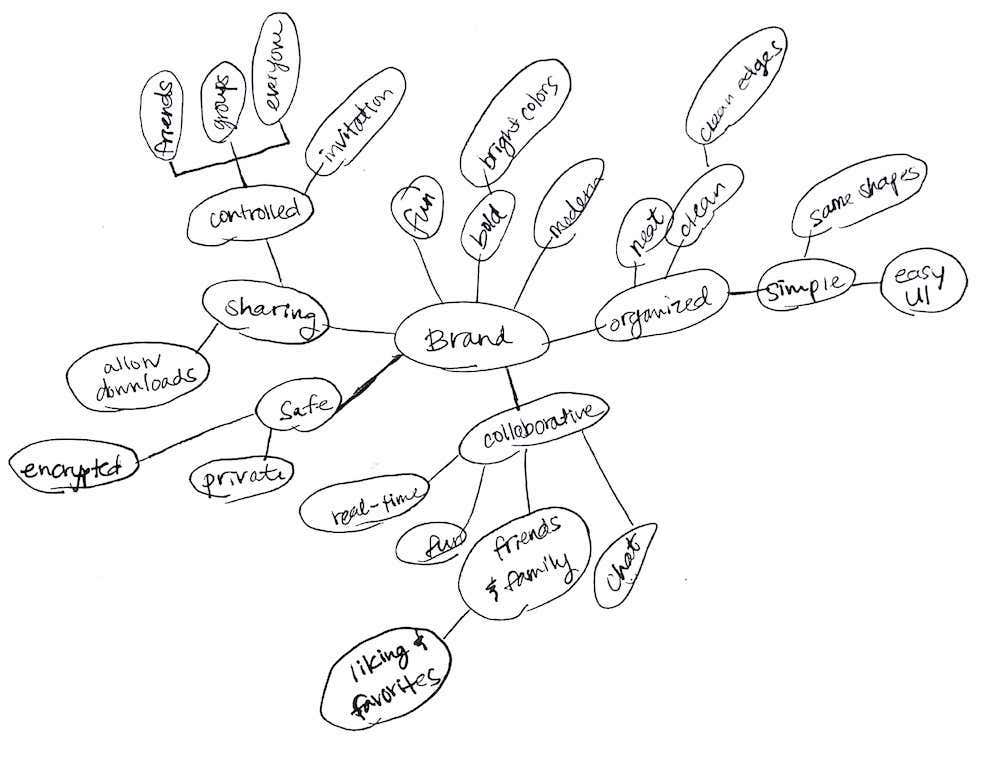 friends
groups
everyone
invitation
controlled
sharing
allow
downloads
fun
bright colors
bold
modern
Brand
clean edges
neat
clean
organized
same shapes
simple
easy
UI
safe
encrypted
private
collaborative
real-time
fun
friends
& family
chat
liking &
favorites